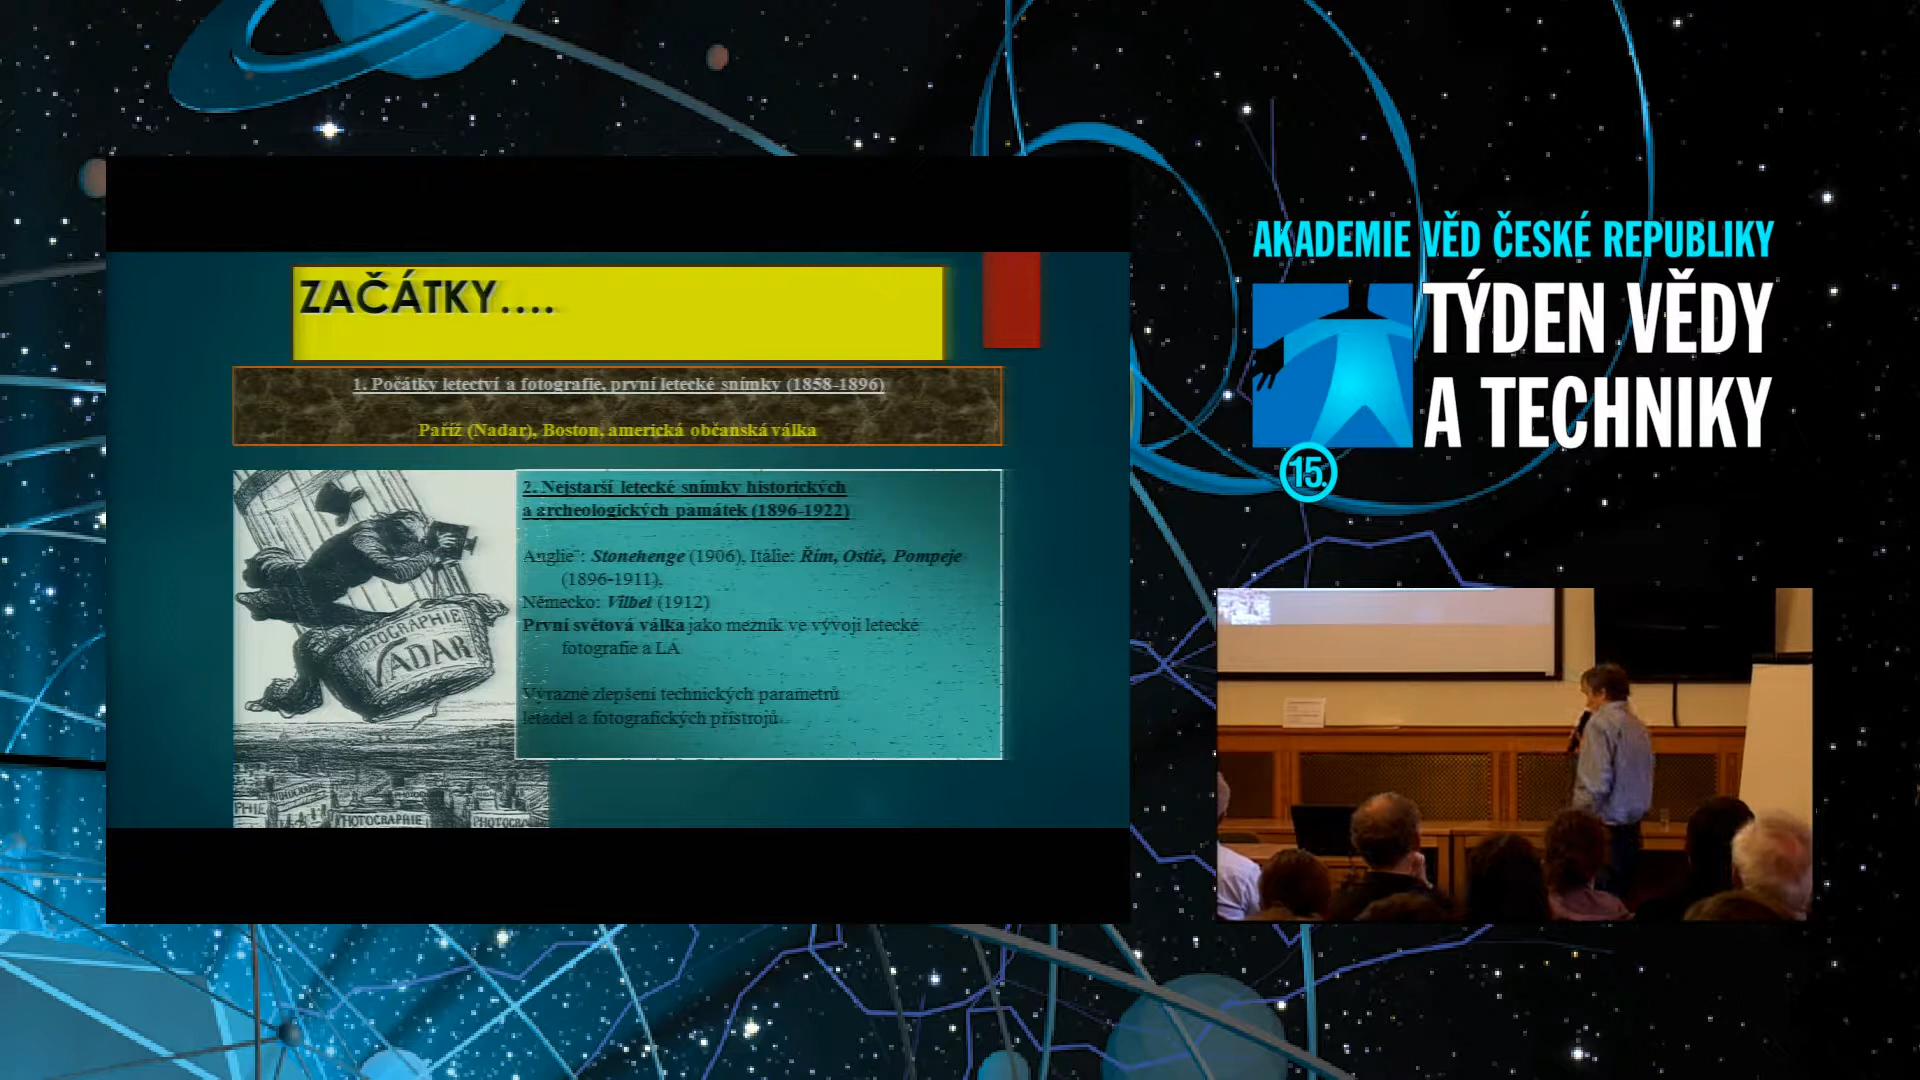 ZAČÁTKY....
1. Počátky letectví a fotografie, první letecké snímky (1858-1896)
Paříž (Nadar), Boston, americká občanská válka
2. Nejstarší letecké snímky historických
a archeologických památek (1896-1922)
Anglie : Stonehenge (1906), Itálie: Řím, Ostie, Pompeje
(1896-1911),
Německo: Vilbel (1912)
První světová válka jako mezník ve vývoji letecké
fotografie a LA
Výrazné zlepšení technických parametrů
letadel a fotografických přístrojů
PHOTOGRAPHIE
NADAR
PHIE
PHOTOGRAPHIE
PHOTOGRA
AKADEMIE VĚD ČESKÉ REPUBLIKY
TÝDEN VĚDY
A TECHNIKY
15.